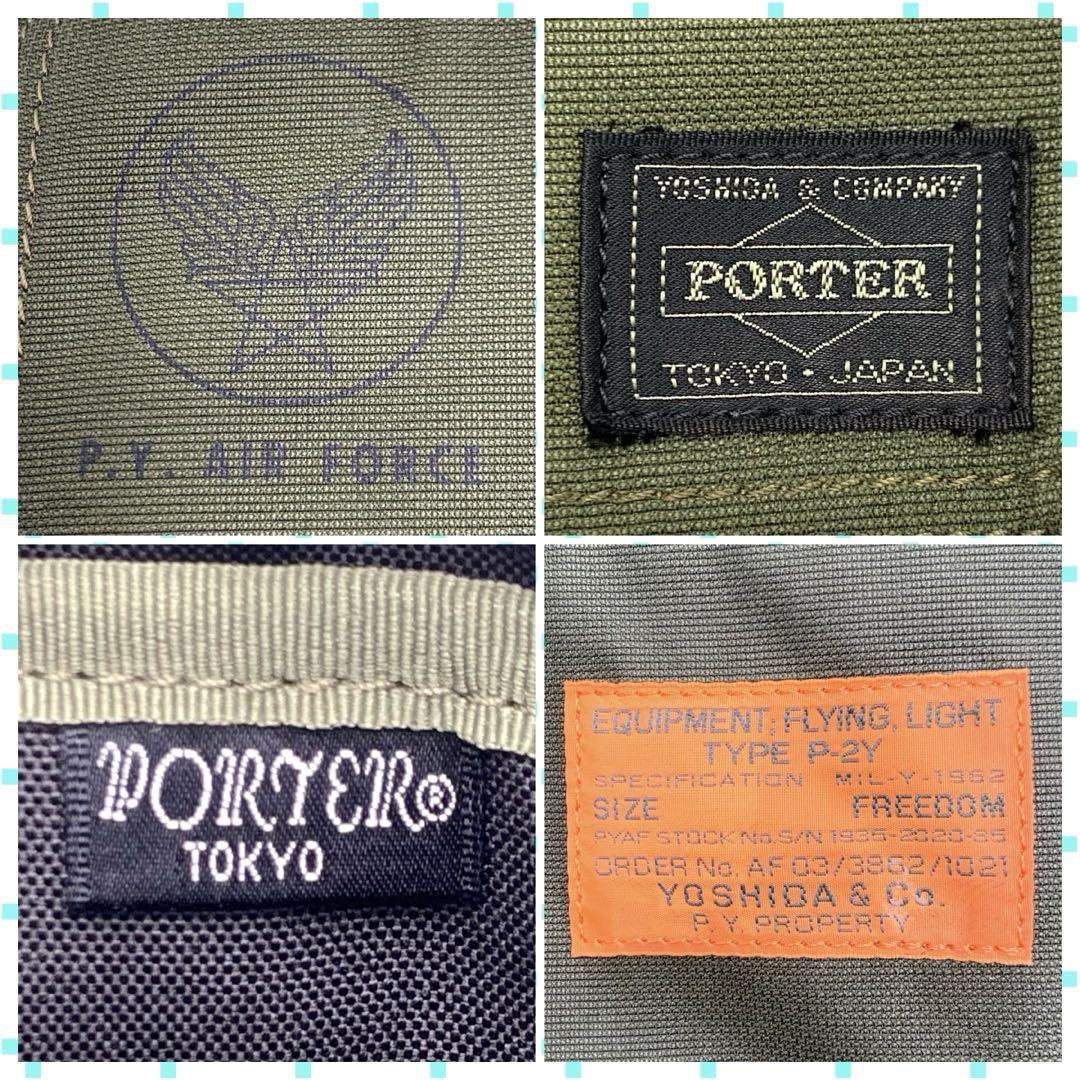 P.Y. AIR FORCE
YOSHIDA & COMPANY
PORTER
TOKYO • JAPAN
PORTER®
TOKYO
EQUIPMENT, FLYING, LIGHT
TYPE P-2Y
SPECIFICATION MIL-Y-1962
SIZE FREEDOM
PYAF STOCK No. S/N 1935-2020-85
ORDER No. AF 03/3862/1021
YOSHIDA & Co.
P.Y. PROPERTY